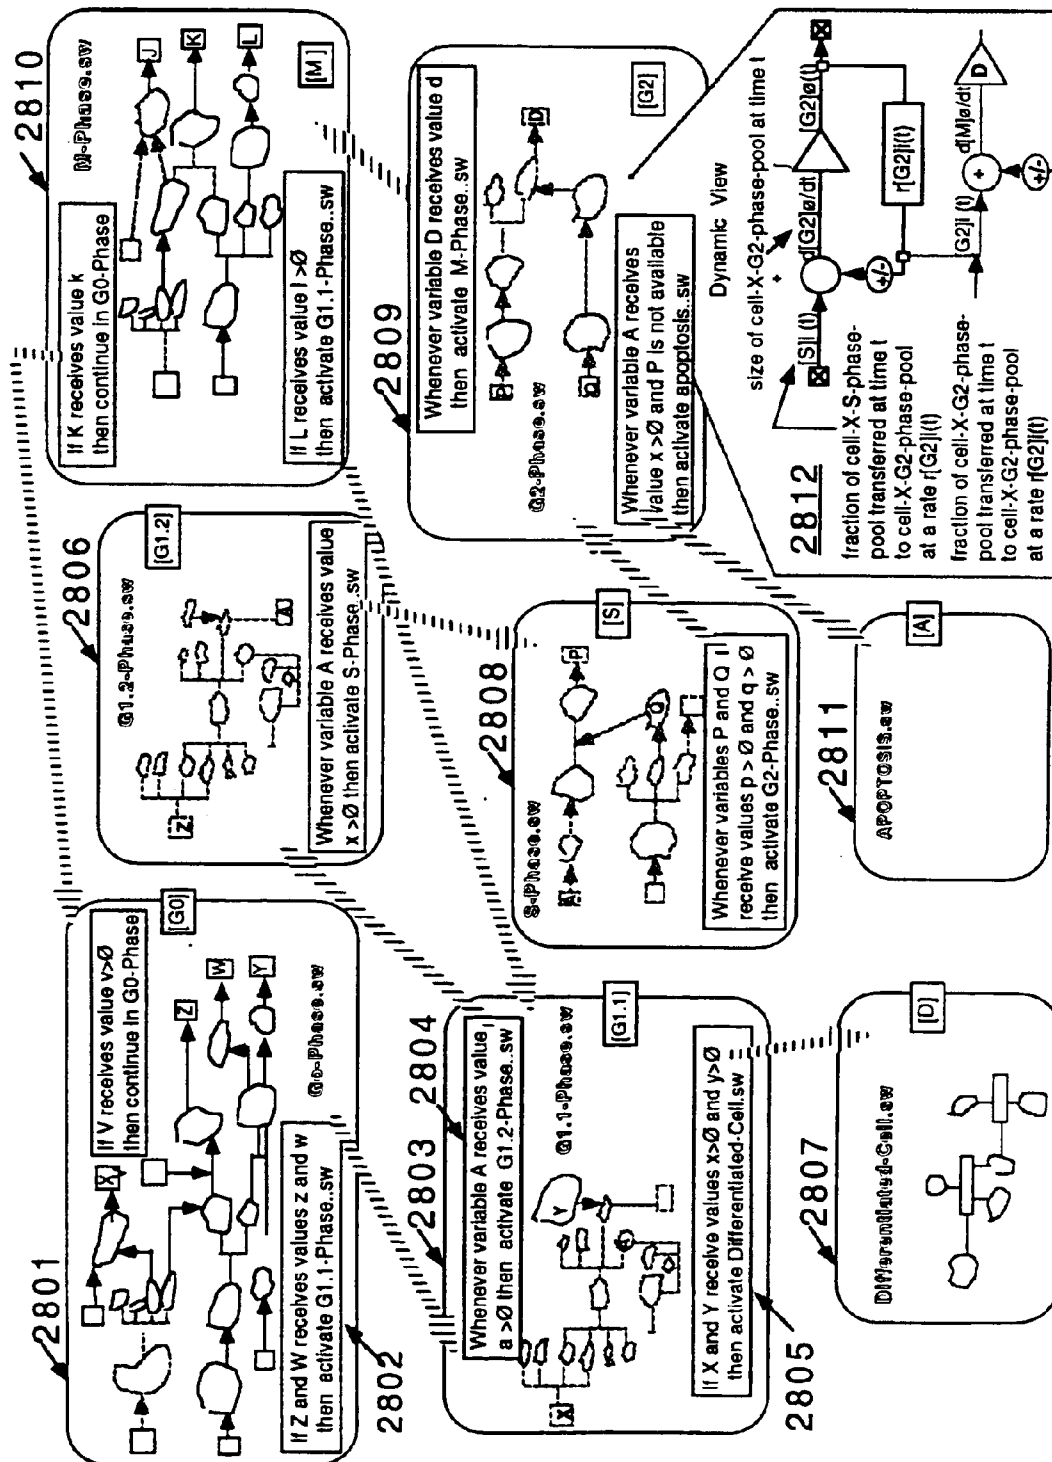 2801
If V receives value v>Ø
then continue in G0-Phase
[G0]
X
Z
W
Y
Go-Phase.sw
If Z and W receives values z and w
then activate G1.1-Phase..sw
2802
2803
2804
Whenever variable A receives value,
a >Ø then activate G1.2-Phase..sw
G1.1-Phase.sw
[G1.1]
X
Y
A
If X and Y receive values x>Ø and y>Ø
then activate Differentiated-Cell.sw
2805
2807
Differentiated-Cell.sw
[D]
2806
G1.2-Phase.sw
[G1.2]
Z
A
Whenever variable A receives value
x >Ø then activate S-Phase..sw
2808
S-Phase.sw
[S]
A
P
Q
Whenever variables P and Q
receive values p > Ø and q > Ø
then activate G2-Phase..sw
2811
APOPTOSIS.sw
[A]
2810
M-Phase.sw
If K receives value k
then continue in G0-Phase
J
K
L
[M]
If L receives value l >Ø
then activate G1.1-Phase..sw
2809
Whenever variable D receives value d
then activate M-Phase..sw
G2-Phase.sw
[G2]
P
D
Q
Whenever variable A receives
value x >Ø and P is not available
then activate apoptosis..sw
2812
Dynamic View
size of cell-X-G2-phase-pool at time t
[S]i (t)
+
d[G2]ø/dt
[G2]ø(t)
+/-
r[G2]i(t)
fraction of cell-X-S-phase-
pool transferred at time t
to cell-X-G2-phase-pool
at a rate r[G2]i(t)
[G2]i (t)
+
d[M]ø/dt
D
+/-
fraction of cell-X-G2-phase-
pool transferred at time t
to cell-X-G2-phase-pool
at a rate r[G2]i(t)